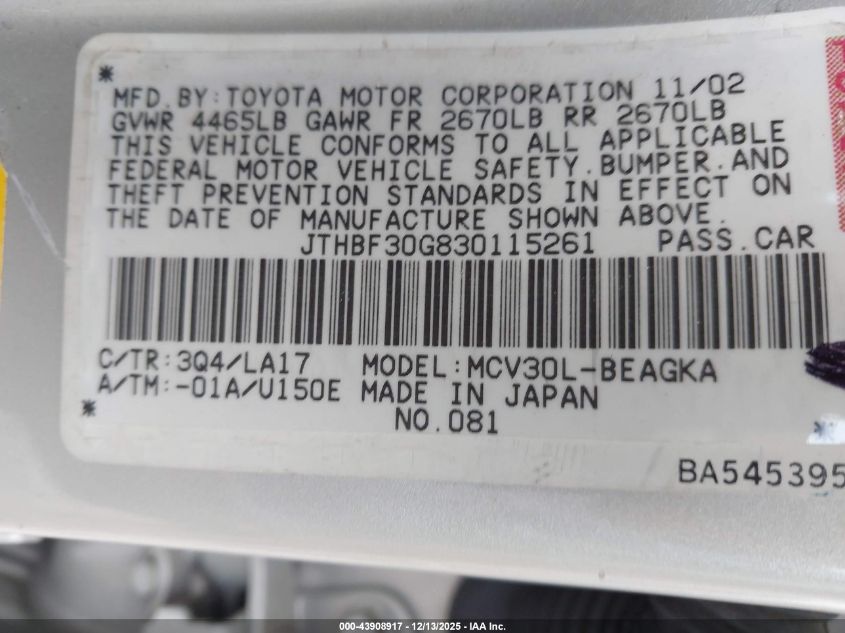 MFD.BY:TOYOTA MOTOR CORPORATION 11/02
GVWR 4465LB GAWR FR 2670LB RR 2670LB
THIS VEHICLE CONFORMS TO ALL APPLICABLE
FEDERAL MOTOR VEHICLE SAFETY.BUMPER.AND
THEFT PREVENTION STANDARDS IN EFFECT ON
THE DATE OF MANUFACTURE SHOWN ABOVE.
JTHBF30G830115261 PASS.CAR
C/TR:3Q4/LA17 MODEL:MCV30L-BEAGKA
A/TM:-01A/U150E MADE IN JAPAN
NO.081
BA545395
000-43908917 - 12/13/2025 - IAA Inc.